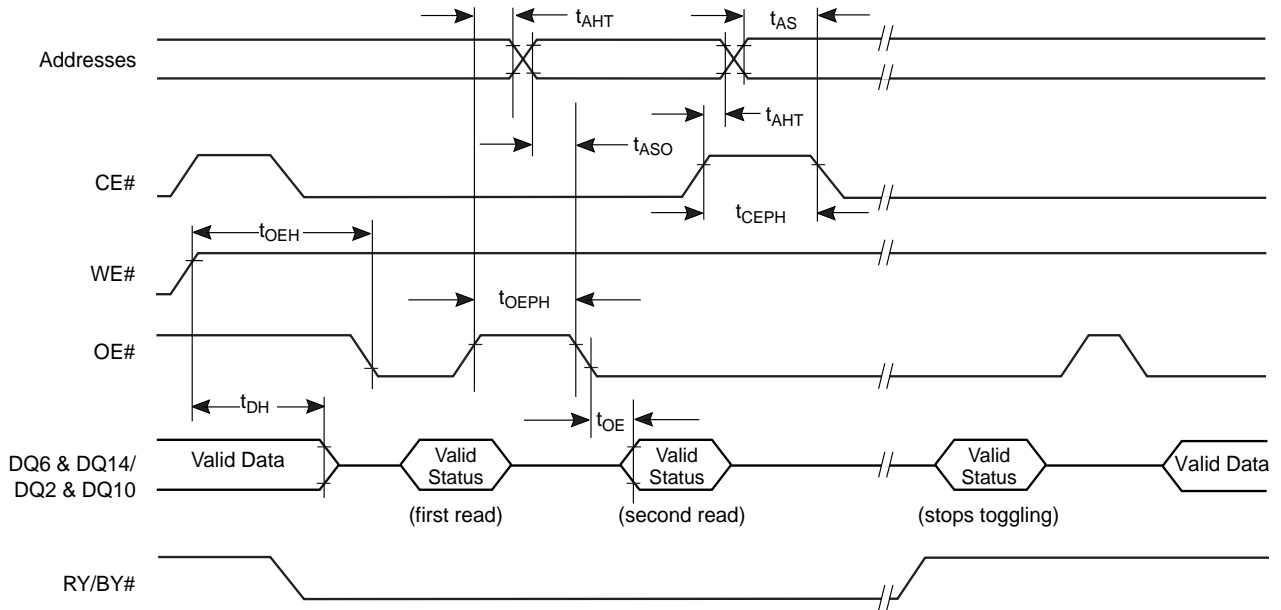 tAHT
tAS
Addresses
tAHT
tASO
CE#
tCEPH
tOEH
WE#
tOEPH
OE#
tDH
tOE
DQ6 & DQ14/
DQ2 & DQ10
Valid Data
Valid
Status
Valid
Status
Valid
Status
Valid Data
(first read)
(second read)
(stops toggling)
RY/BY#